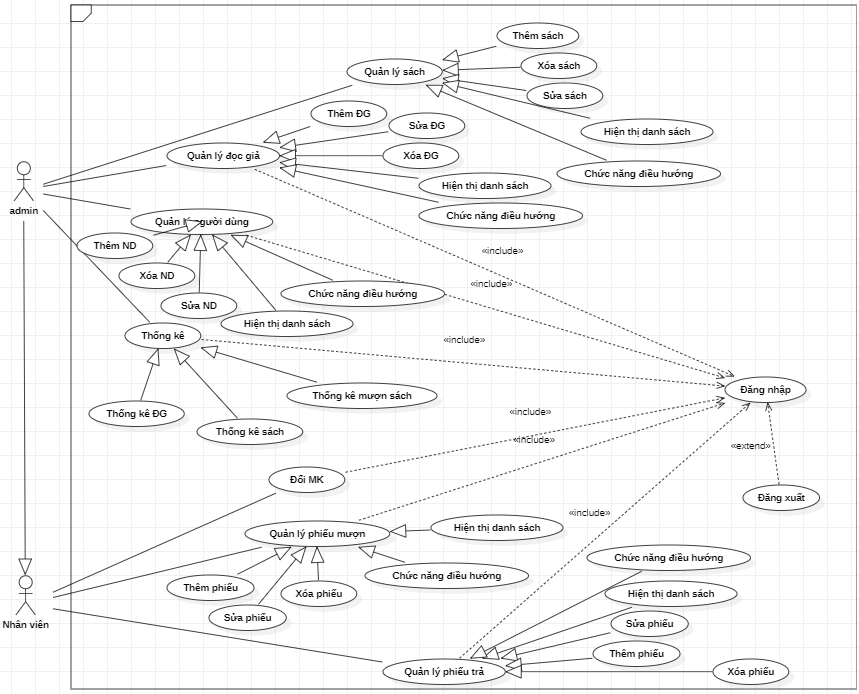 Thêm sách
Xóa sách
Quản lý sách
Sửa sách
Thêm ĐG
Sửa ĐG
Hiện thị danh sách
Quản lý đọc giả
Xóa ĐG
Chức năng điều hướng
Hiện thị danh sách
admin
Chức năng điều hướng
Quản lý người dùng
Thêm ND
«include»
Xóa ND
«include»
Chức năng điều hướng
Sửa ND
Hiện thị danh sách
Thống kê
«include»
Đăng nhập
Thống kê mượn sách
Thống kê ĐG
«include»
Thống kê sách
«include»
«extend»
Đổi MK
Đăng xuất
«include»
Hiện thị danh sách
Quản lý phiếu mượn
Chức năng điều hướng
Chức năng điều hướng
Thêm phiếu
Xóa phiếu
Hiện thị danh sách
Sửa phiếu
Nhân viên
Sửa phiếu
Thêm phiếu
Quản lý phiếu trả
Xóa phiếu